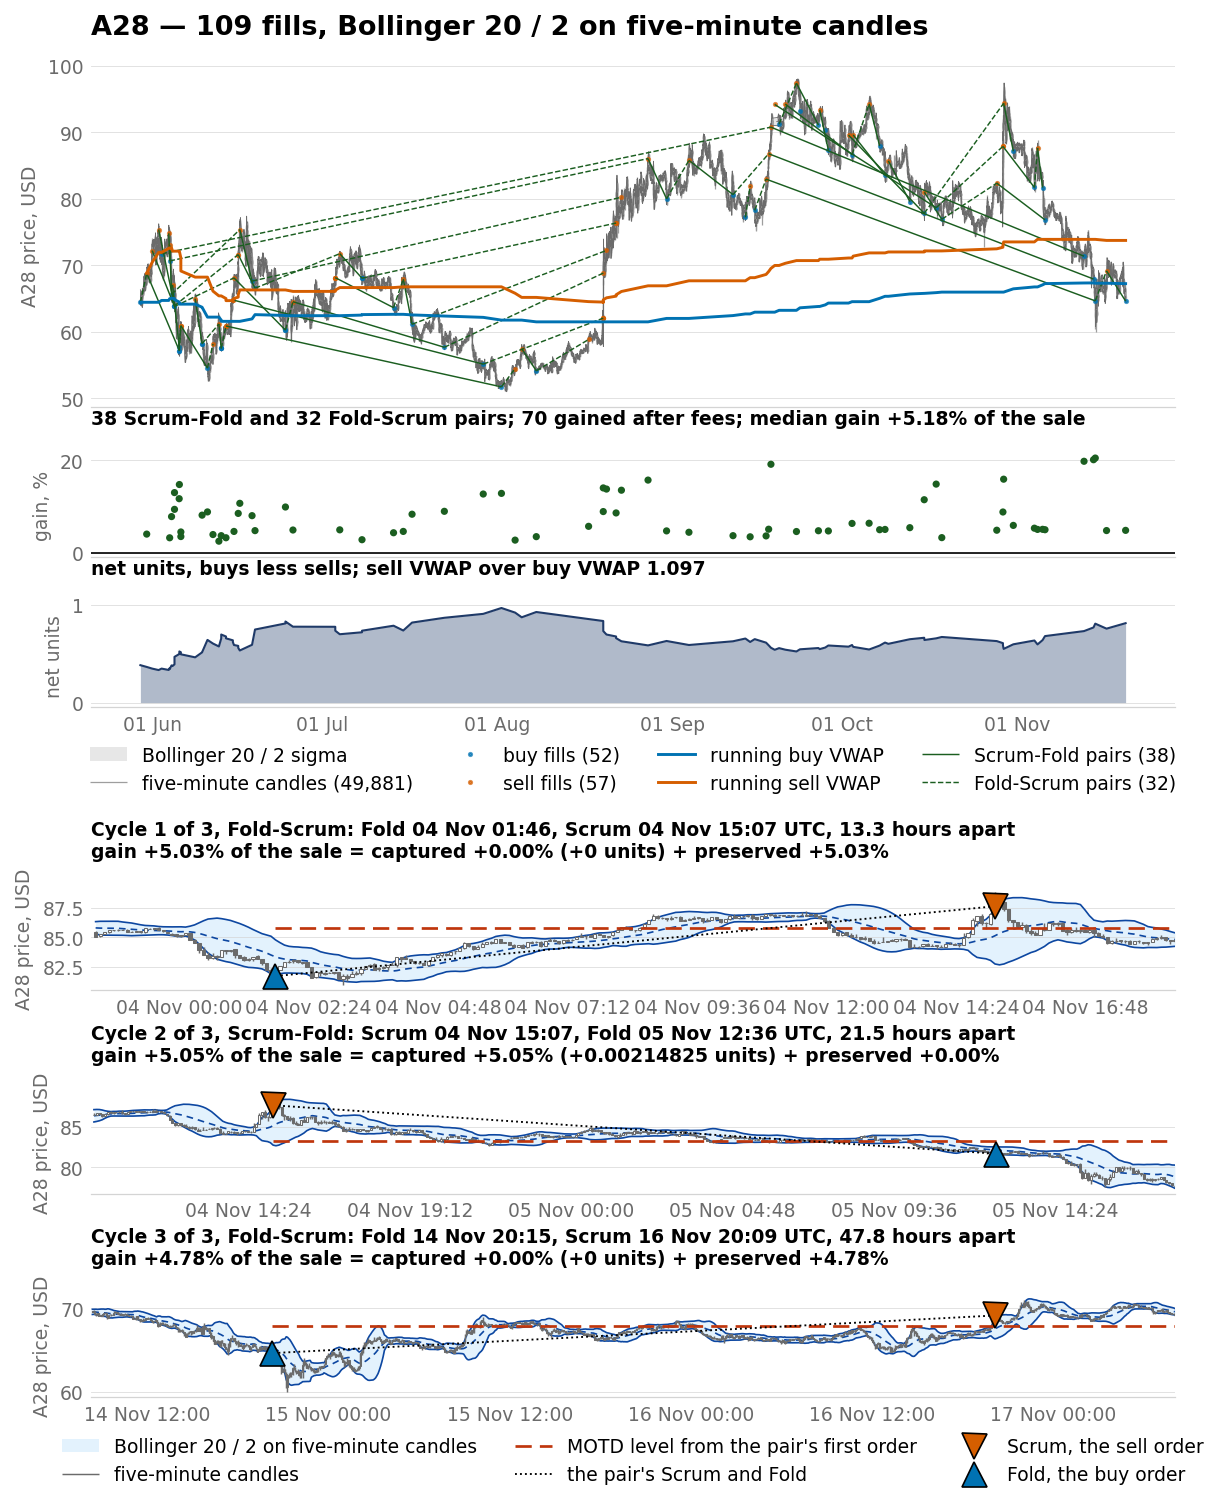 A28 — 109 fills, Bollinger 20 / 2 on five-minute candles
100
90
80
70
60
50
A28 price, USD
38 Scrum-Fold and 32 Fold-Scrum pairs; 70 gained after fees; median gain +5.18% of the sale
20
0
gain, %
net units, buys less sells; sell VWAP over buy VWAP 1.097
1
0
net units
01 Jun 01 Jul 01 Aug 01 Sep 01 Oct 01 Nov
Bollinger 20 / 2 sigma buy fills (52) running buy VWAP Scrum-Fold pairs (38)
five-minute candles (49,881) sell fills (57) running sell VWAP Fold-Scrum pairs (32)
Cycle 1 of 3, Fold-Scrum: Fold 04 Nov 01:46, Scrum 04 Nov 15:07 UTC, 13.3 hours apart
gain +5.03% of the sale = captured +0.00% (+0 units) + preserved +5.03%
87.5
85.0
82.5
A28 price, USD
04 Nov 00:00 04 Nov 02:24 04 Nov 04:48 04 Nov 07:12 04 Nov 09:36 04 Nov 12:00 04 Nov 14:24 04 Nov 16:48
Cycle 2 of 3, Scrum-Fold: Scrum 04 Nov 15:07, Fold 05 Nov 12:36 UTC, 21.5 hours apart
gain +5.05% of the sale = captured +5.05% (+0.00214825 units) + preserved +0.00%
85
80
A28 price, USD
04 Nov 14:24 04 Nov 19:12 05 Nov 00:00 05 Nov 04:48 05 Nov 09:36 05 Nov 14:24
Cycle 3 of 3, Fold-Scrum: Fold 14 Nov 20:15, Scrum 16 Nov 20:09 UTC, 47.8 hours apart
gain +4.78% of the sale = captured +0.00% (+0 units) + preserved +4.78%
70
60
A28 price, USD
14 Nov 12:00 15 Nov 00:00 15 Nov 12:00 16 Nov 00:00 16 Nov 12:00 17 Nov 00:00
Bollinger 20 / 2 on five-minute candles MOTD level from the pair's first order Scrum, the sell order
five-minute candles the pair's Scrum and Fold Fold, the buy order